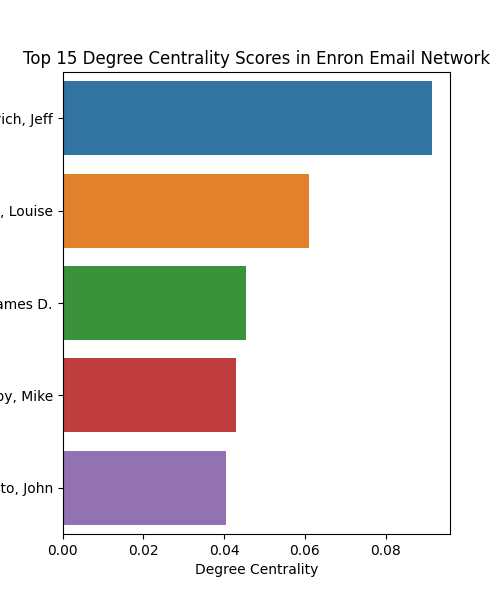 Top 15 Degree Centrality Scores in Enron Email Network
rich, Jeff
, Louise
ames D.
by, Mike
to, John
0.00 0.02 0.04 0.06 0.08
Degree Centrality